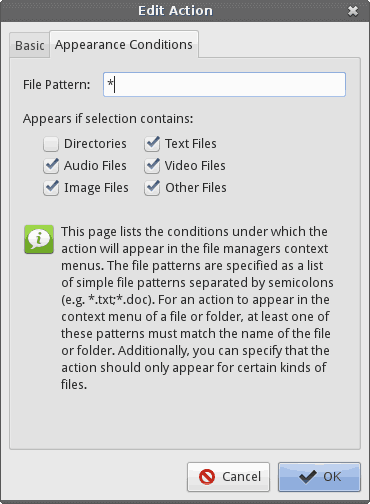 Edit Action
Basic Appearance Conditions
File Pattern: *
Appears if selection contains:
Directories Text Files
Audio Files Video Files
Image Files Other Files
This page lists the conditions under which the
action will appear in the file managers context
menus. The file patterns are specified as a list
of simple file patterns separated by semicolons
(e.g. *.txt;*.doc). For an action to appear in the
context menu of a file or folder, at least one of
these patterns must match the name of the file
or folder. Additionally, you can specify that the
action should only appear for certain kinds of
files.
Cancel OK